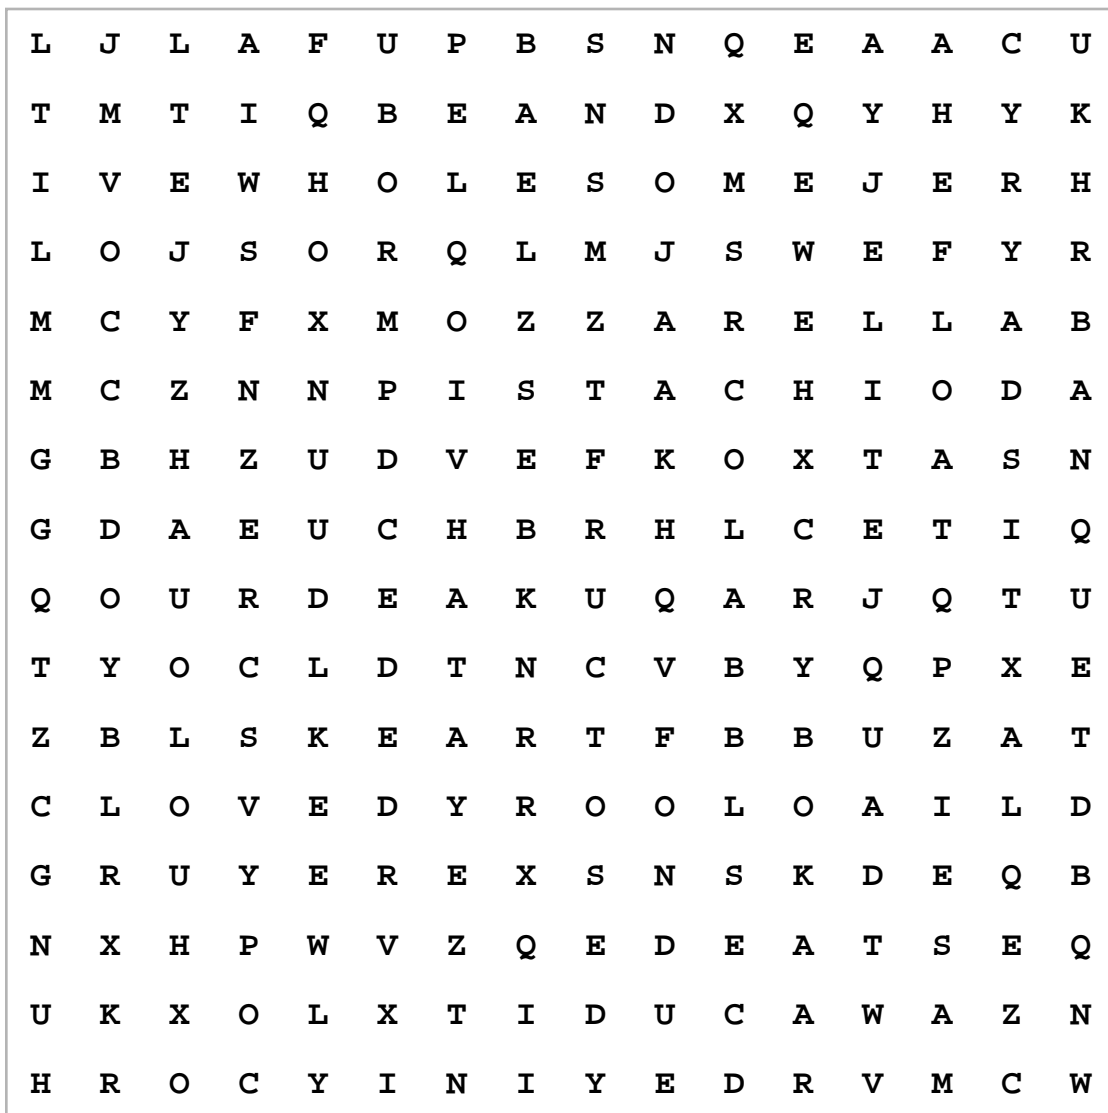 L J L A F U P B S N Q E A A C U
T M T I Q B E A N D X Q Y H Y K
I V E W H O L E S O M E J E R H
L O J S O R Q L M J S W E F Y R
M C Y F X M O Z Z A R E L L A B
M C Z N N P I S T A C H I O D A
G B H Z U D V E F K O X T A S N
G D A E U C H B R H L C E T I Q
Q O U R D E A K U Q A R J Q T U
T Y O C L D T N C V B Y Q P X E
Z B L S K E A R T F B B U Z A T
C L O V E D Y R O O L O A I L D
G R U Y E R E X S N S K D E Q B
N X H P W V Z Q E D E A T S E Q
U K X O L X T I D U C A W A Z N
H R O C Y I N I Y E D R V M C W